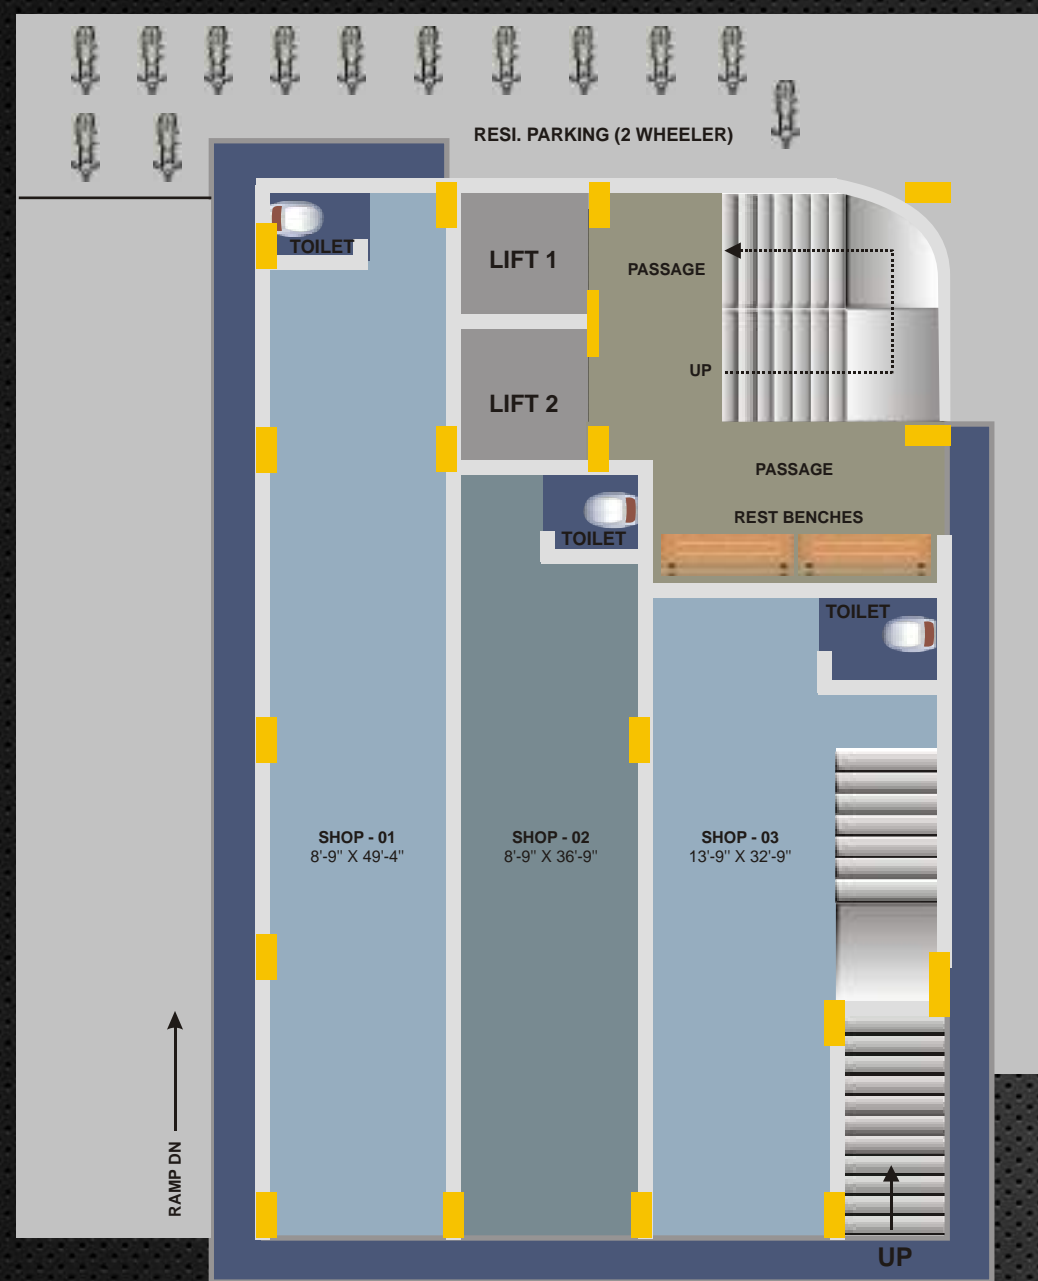 RESI. PARKING (2 WHEELER)
TOILET
LIFT 1
PASSAGE
UP
LIFT 2
PASSAGE
REST BENCHES
TOILET
TOILET
SHOP - 01
8'-9" X 49'-4"
SHOP - 02
8'-9" X 36'-9"
SHOP - 03
13'-9" X 32'-9"
RAMP DN
UP